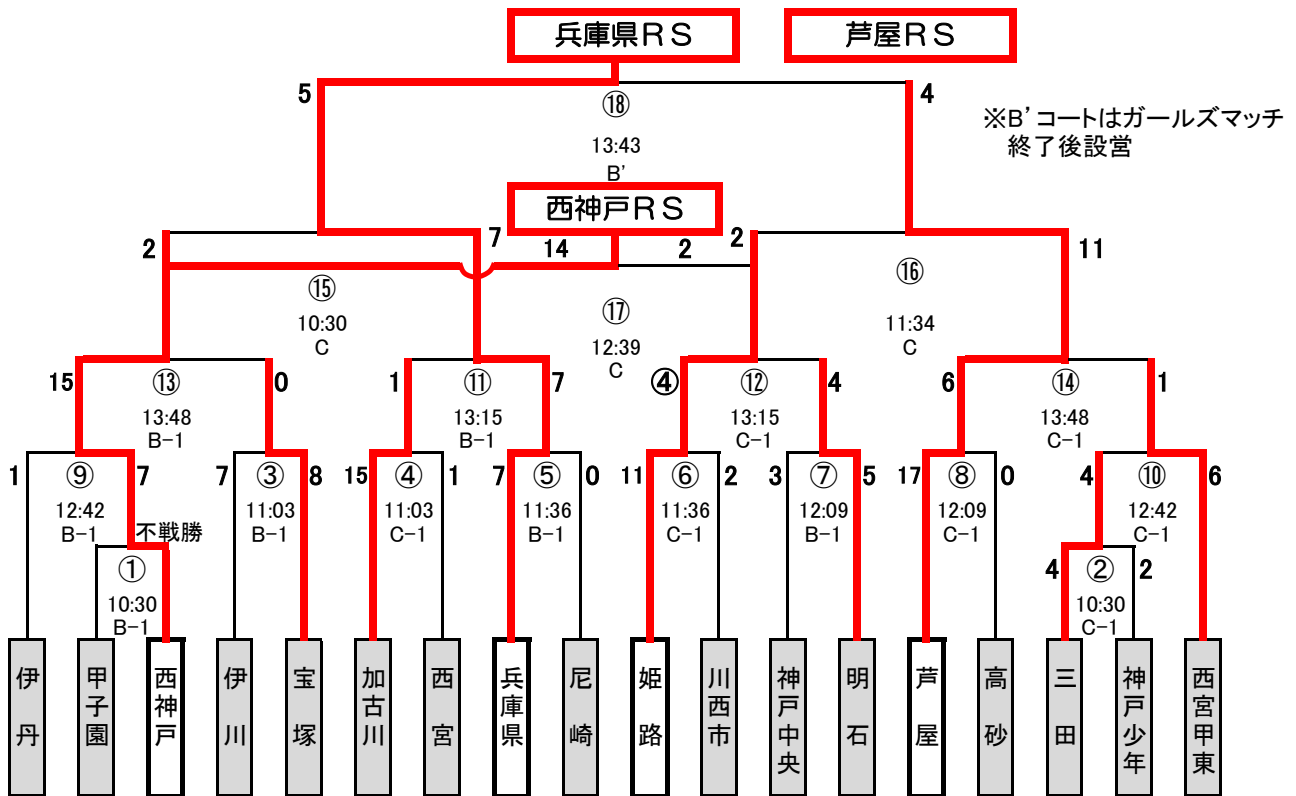 兵庫県RS
芦屋RS
5
⑱
4
13:43
B'
※B'コートはガールズマッチ
終了後設営
西神戸RS
2
7
14
2
2
11
⑮
10:30
C
⑰
12:39
C
⑯
11:34
C
15
⑬
0
13:48
B-1
1
⑪
7
13:15
B-1
④
⑫
4
13:15
C-1
6
⑭
1
13:48
C-1
1
⑨
7
12:42
B-1
7
③
8
11:03
B-1
15
④
1
11:03
C-1
7
⑤
0
11:36
B-1
11
⑥
2
11:36
C-1
3
⑦
5
12:09
B-1
17
⑧
0
12:09
C-1
4
⑩
6
12:42
C-1
不戦勝
①
10:30
B-1
4
②
2
10:30
C-1
伊丹
甲子園
西神戸
伊川
宝塚
加古川
西宮
兵庫県
尼崎
姫路
川西市
神戸中央
明石
芦屋
高砂
三田
神戸少年
西宮甲東